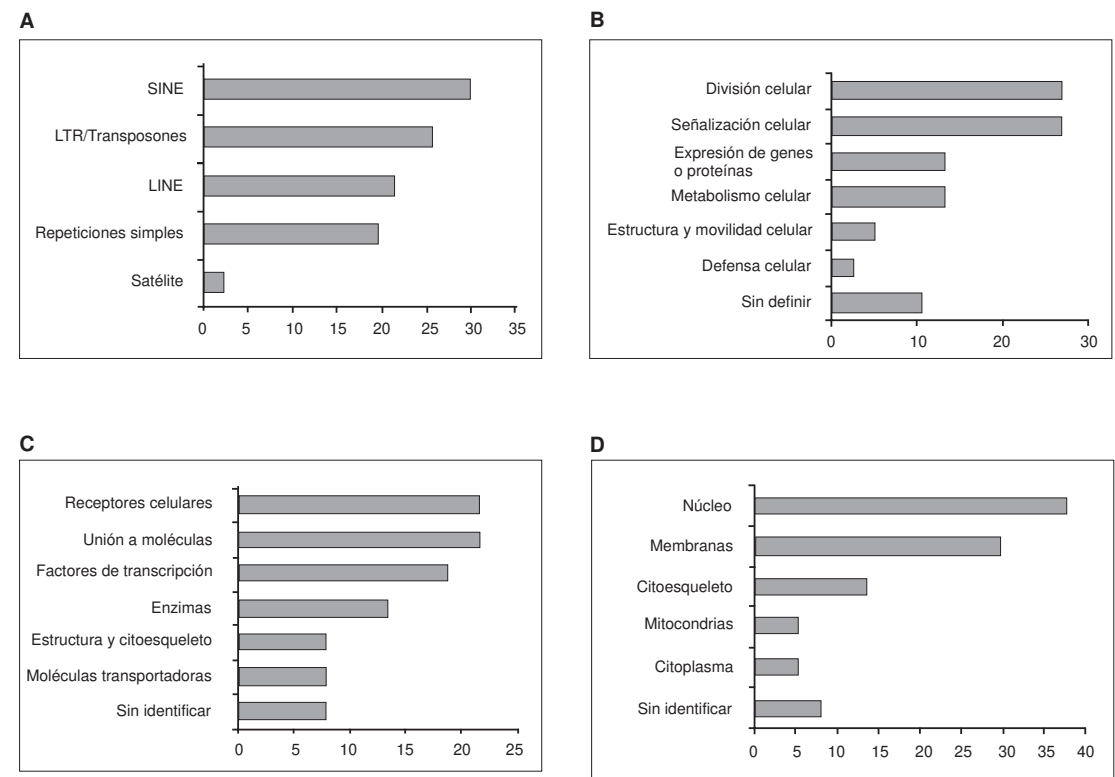 A
SINE
LTR/Transposones
LINE
Repeticiones simples
Satélite
0 5 10 15 20 25 30 35
B
División celular
Señalización celular
Expresión de genes
o proteínas
Metabolismo celular
Estructura y movilidad celular
Defensa celular
Sin definir
0 10 20 30
C
Receptores celulares
Unión a moléculas
Factores de transcripción
Enzimas
Estructura y citoesqueleto
Moléculas transportadoras
Sin identificar
0 5 10 15 20 25
D
Núcleo
Membranas
Citoesqueleto
Mitocondrias
Citoplasma
Sin identificar
0 5 10 15 20 25 30 35 40